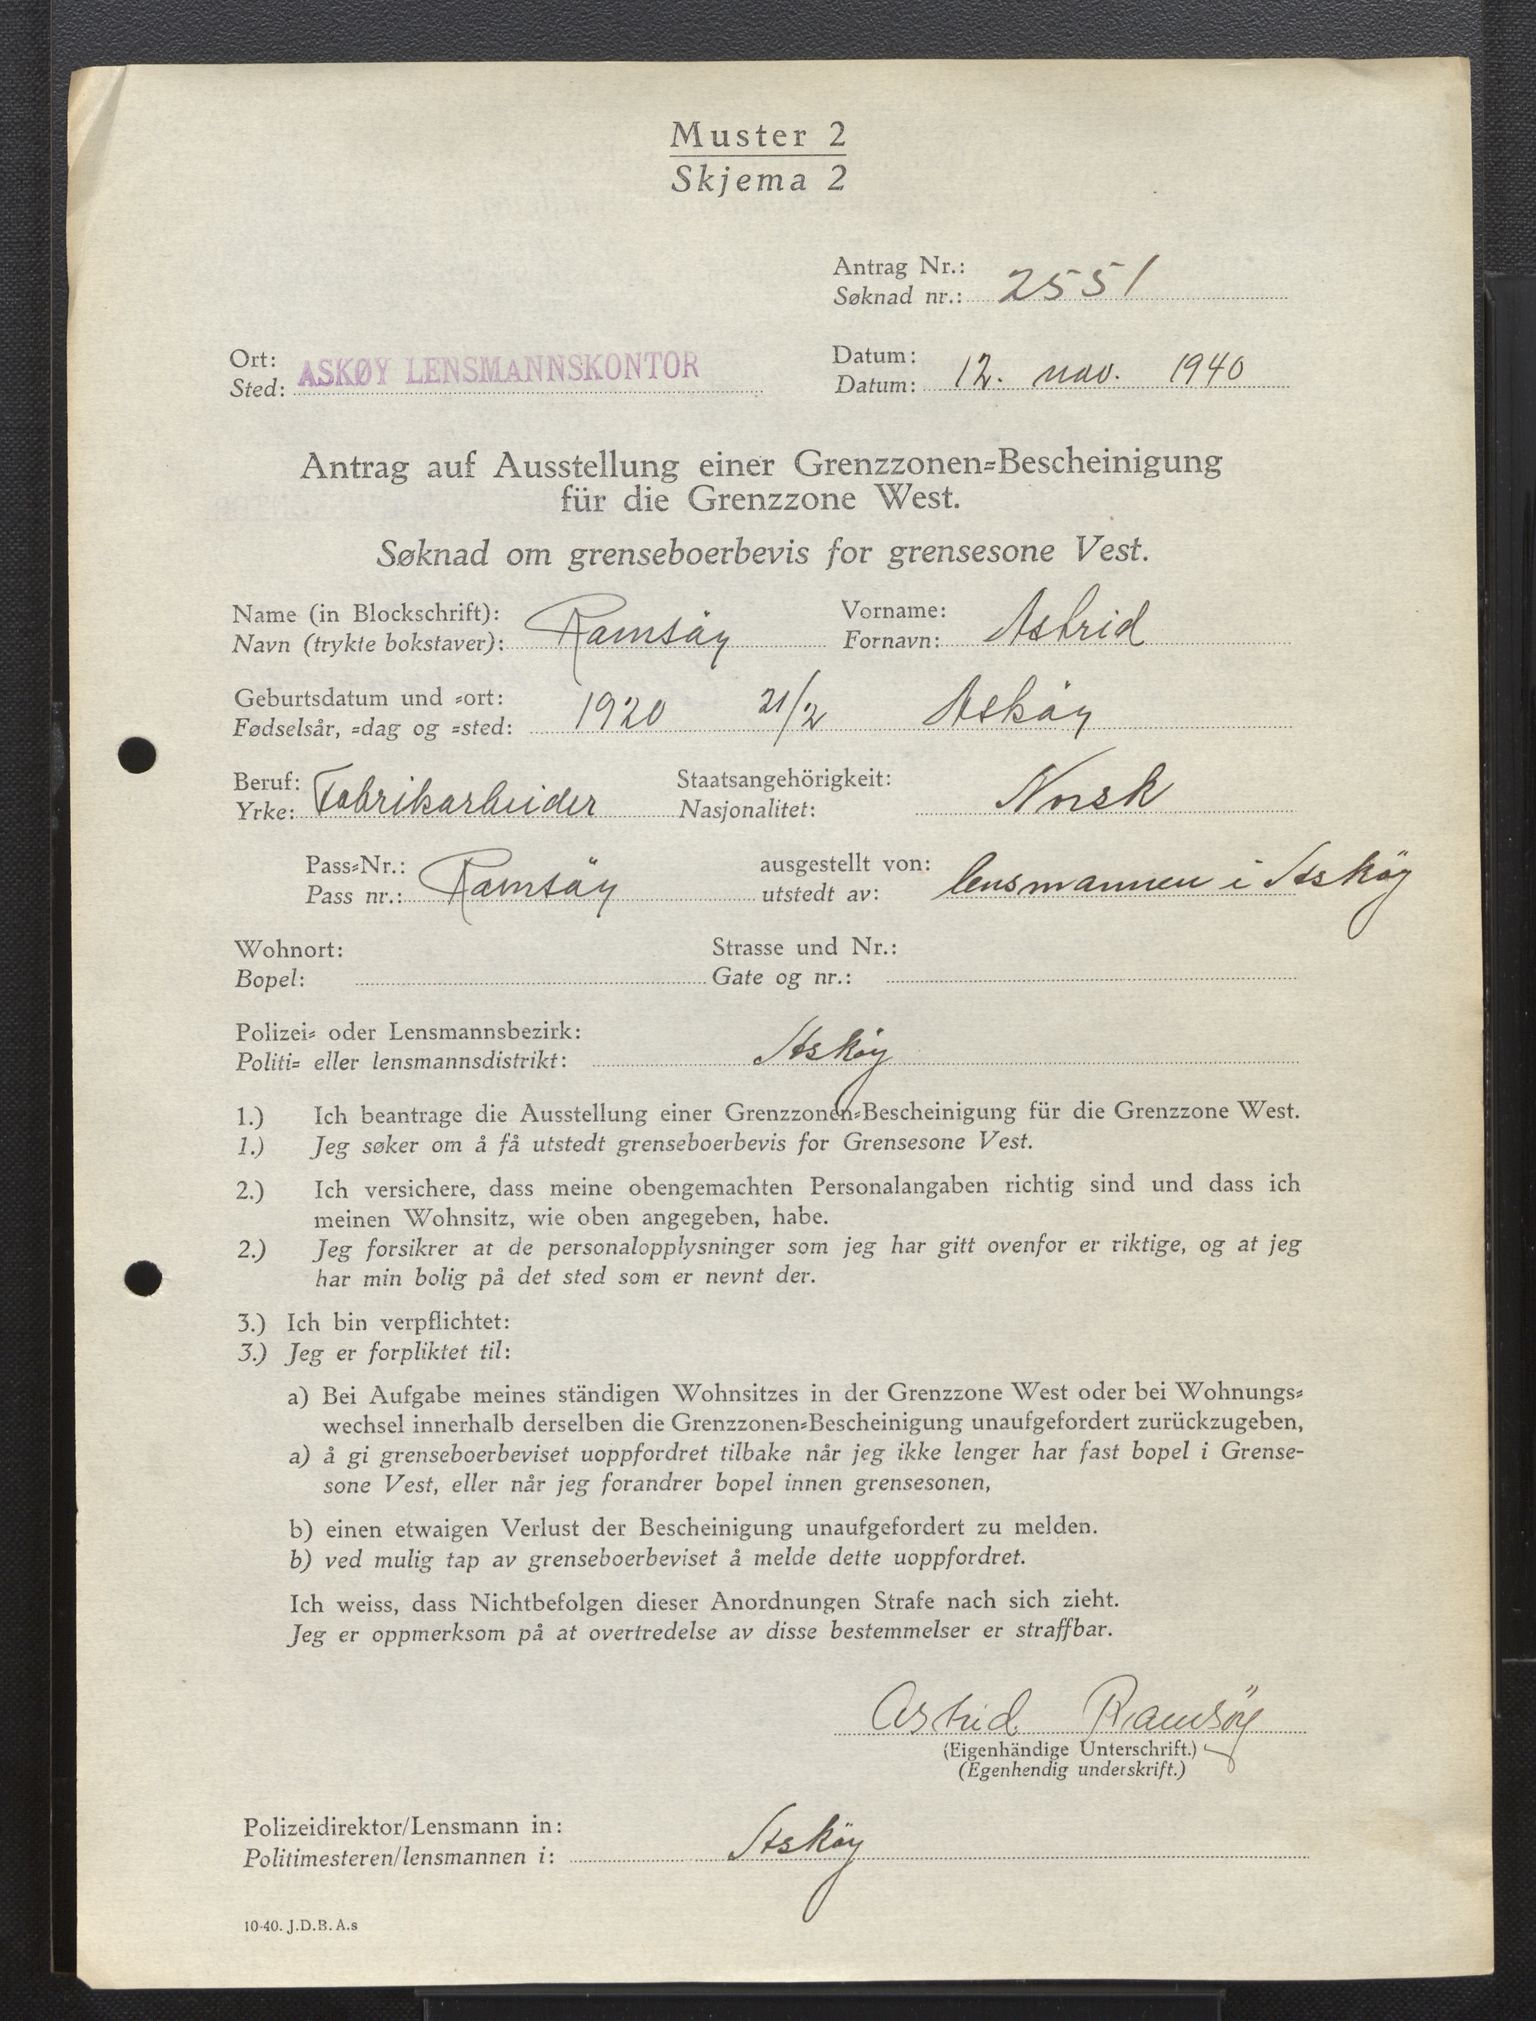 Muster 2
Skjema 2
Antrag Nr.:
Søknad nr.: 2551
Ort:
Sted: ASKØY LENSMANNSKONTOR
Datum:
Datum: 12. nov. 1940
Antrag auf Ausstellung einer Grenzzonen=Bescheinigung
für die Grenzzone West.
Søknad om grenseboerbevis for grensesone Vest.
Name (in Blockschrift): Vorname:
Navn (trykte bokstaver): Ramsöy Fornavn: Astrid
Geburtsdatum und =ort:
Fødselsår, =dag og =sted: 1920 21/2 Asköy
Beruf: Staatsangehörigkeit:
Yrke: Fabrikarbeider Nasjonalitet: Norsk
Pass=Nr.: ausgestellt von:
Pass nr.: Ramsöy utstedt av: lensmannen i Asköy
Wohnort: Strasse und Nr.:
Bopel: Gate og nr.:
Polizei= oder Lensmannsbezirk:
Politi= eller lensmannsdistrikt: Asköy
1.) Ich beantrage die Ausstellung einer Grenzzonen=Bescheinigung für die Grenzzone West.
1.) Jeg søker om å få utstedt grenseboerbevis for Grensesone Vest.
2.) Ich versichere, dass meine obengemachten Personalangaben richtig sind und dass ich
meinen Wohnsitz, wie oben angegeben, habe.
2.) Jeg forsikrer at de personalopplysninger som jeg har gitt ovenfor er riktige, og at jeg
har min bolig på det sted som er nevnt der.
3.) Ich bin verpflichtet:
3.) Jeg er forpliktet til:
a) Bei Aufgabe meines ständigen Wohnsitzes in der Grenzzone West oder bei Wohnungs=
wechsel innerhalb derselben die Grenzzonen=Bescheinigung unaufgefordert zurückzugeben,
a) å gi grenseboerbeviset uoppfordret tilbake når jeg ikke lenger har fast bopel i Grense-
sone Vest, eller når jeg forandrer bopel innen grensesonen,
b) einen etwaigen Verlust der Bescheinigung unaufgefordert zu melden.
b) ved mulig tap av grenseboerbeviset å melde dette uoppfordret.
Ich weiss, dass Nichtbefolgen dieser Anordnungen Strafe nach sich zieht.
Jeg er oppmerksom på at overtredelse av disse bestemmelser er straffbar.
Astrid Ramsöy
(Eigenhändige Unterschrift.)
(Egenhendig underskrift.)
Polizeidirektor/Lensmann in:
Politimesteren/lensmannen i: Asköy
10-40. J.D.B.A.s